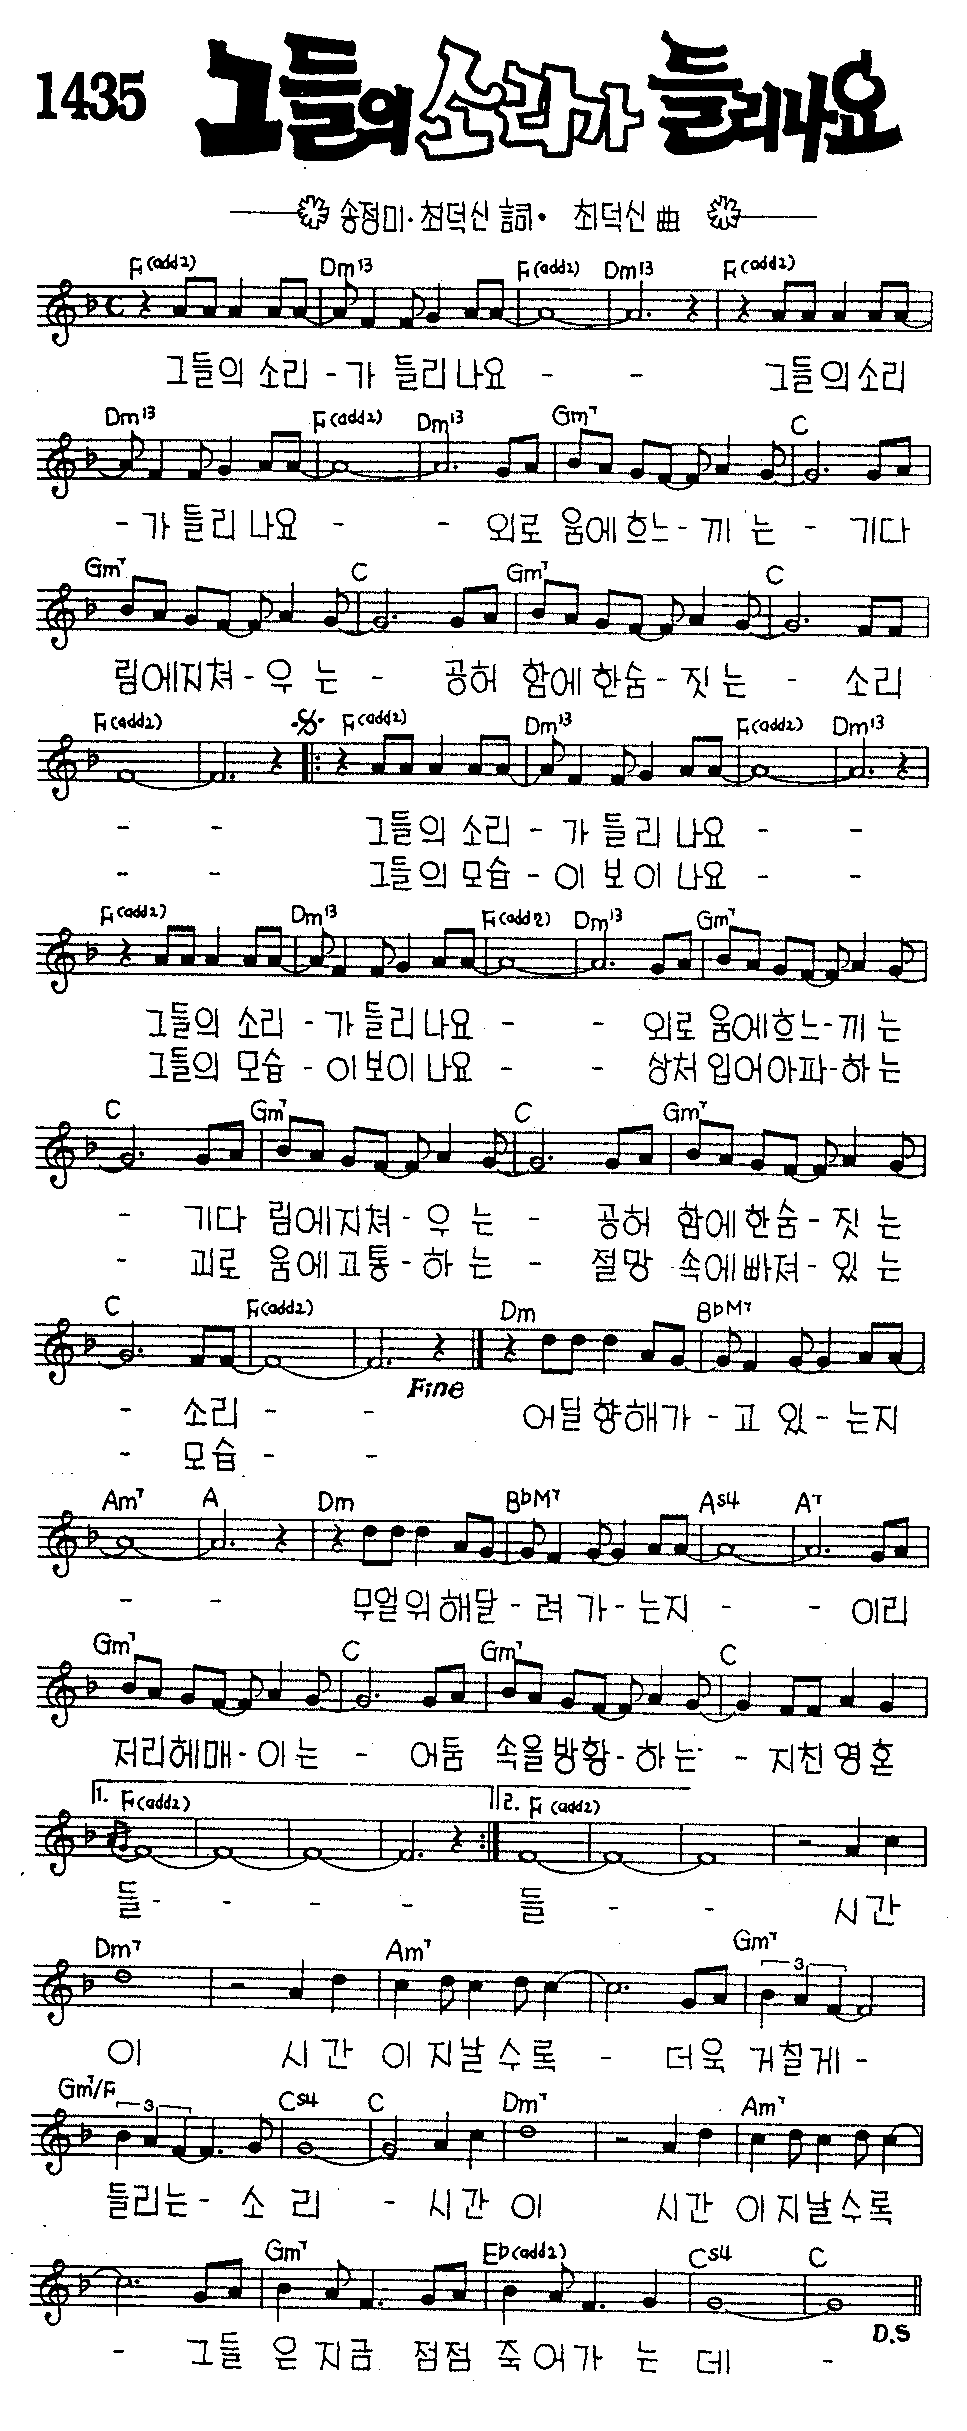 1435 그들의 소리가 들리나요
송정미·최덕신 詞· 최덕신 曲
F(add2) Dm13 F(add2) Dm13 F(add2)
그들의 소리 - 가 들리나요 - - 그들의소리
Dm13 F(add2) Dm13 Gm7 C
- 가 들리나요 - - 외로움에흐느 - 끼는 - 기다
Gm7 C Gm7 C
림에지쳐 - 우는 - 공허함에한숨 - 짓는 - 소리
F(add2) F(add2) Dm13 F(add2) Dm13
- - 그들의 소리 - 가 들리나요 - -
- - 그들의 모습 - 이 보이나요 - -
F(add2) Dm13 F(add2) Dm13 Gm7
그들의 소리 - 가 들리나요 - - 외로움에흐느 - 끼는
그들의 모습 - 이보이나요 - - 상처입어아파 - 하는
C Gm7 C Gm7
- 기다림에지쳐 - 우는 - 공허함에한숨 - 짓는
- 괴로움에고통 - 하는 - 절망속에빠져 - 있는
C F(add2) Dm B♭M7
Fine
- 소리 - - 어딜향해가 - 고있 - 는지
- 모습 - -
Am7 A Dm B♭M7 As4 A7
- - 무얼위해달 - 려가 - 는지 - - 이리
Gm7 C Gm7 C
저리헤매 - 이는 - 어둠속을방황 - 하는 - 지친영혼
1. F(add2) 2. F(add2)
들 - - - - 들 - - 시간
Dm7 Am7 Gm7
3
이 시간이지날수록 - 더욱거칠게 -
Gm7/F Cs4 C Dm7 Am7
3
들리는 - 소리 - 시간이 시간이지날수록
Gm7 E♭(add2) Cs4 C
D.S
- 그들은지금 점점 죽어가는데 -